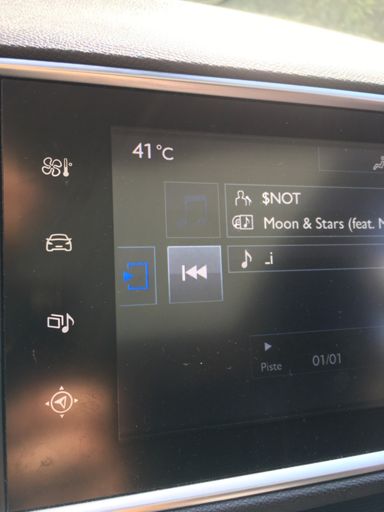 41°C
$NOT
Moon & Stars (feat.
_i
Piste 01/01